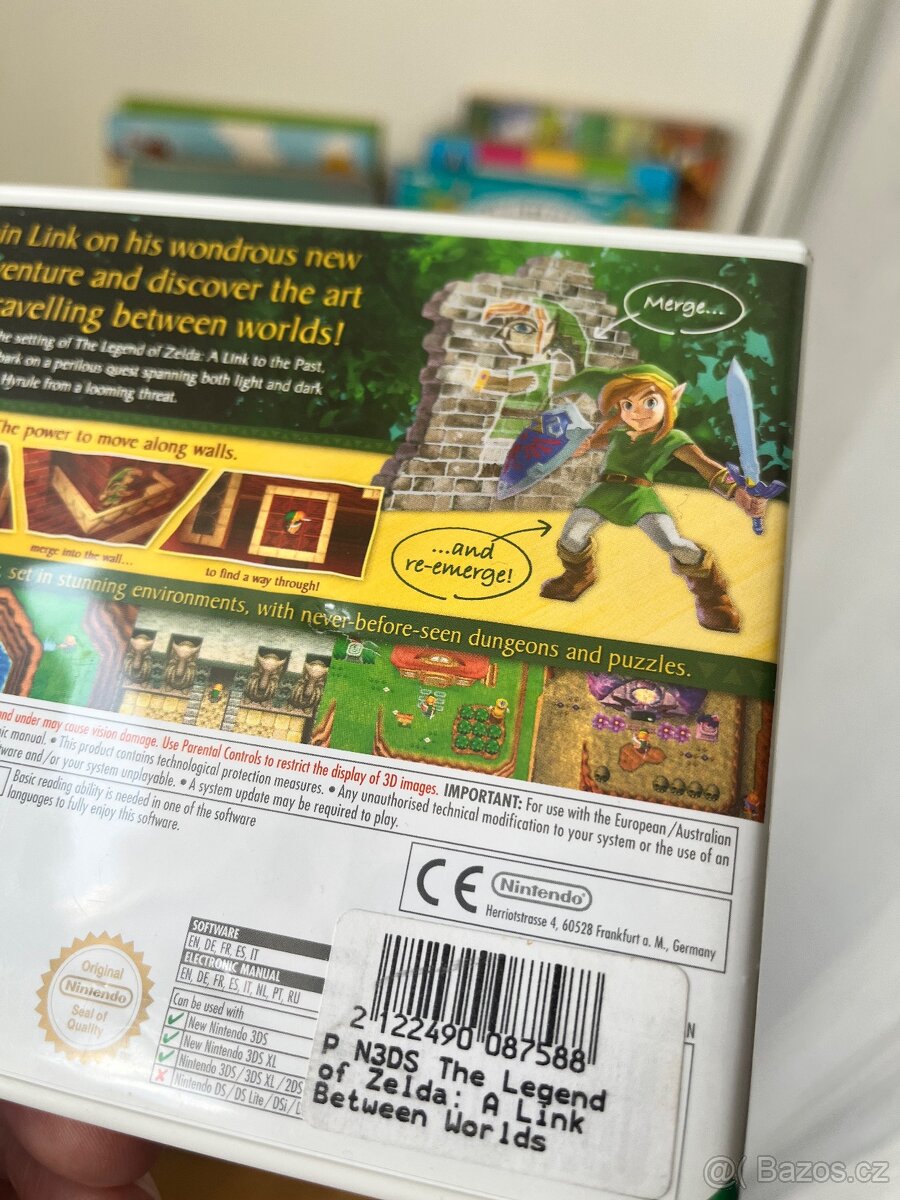 in Link on his wondrous new
venture and discover the art
ravelling between worlds!
he setting of The Legend of Zelda: A Link to the Past,
bark on a perilous quest spanning both light and dark
Hyrule from a looming threat.
Merge...
The power to move along walls.
merge into the wall...
to find a way through!
...and
re-emerge!
, set in stunning environments, with never-before-seen dungeons and puzzles.
and under may cause vision damage. Use Parental Controls to restrict the display of 3D images. IMPORTANT: For use with the European/Australian
nic manual. • This product contains technological protection measures. • Any unauthorised technical modification to your system or the use of an
tware and/or your system unplayable. • A system update may be required to play.
Basic reading ability is needed in one of the software
languages to fully enjoy this software.
CE
Nintendo®
Herriotstrasse 4, 60528 Frankfurt a. M., Germany
Original
Nintendo
Seal of
Quality
SOFTWARE
EN, DE, FR, ES, IT
ELECTRONIC MANUAL
EN, DE, FR, ES, IT, NL, PT, RU
Can be used with
New Nintendo 3DS
New Nintendo 3DS XL
Nintendo 3DS / 3DS XL / 2DS
Nintendo DS / DS Lite / DSi /
2 122490 087588
P N3DS The Legend
of Zelda: A Link
Between Worlds
N
@( Bazos.cz